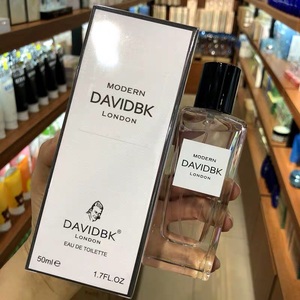 MODERN
DAVIDBK
LONDON
DAVIDBK®
LONDON
EAU DE TOILETTE
50ml e
1.7FL.OZ
MODERN
DAVIDBK
LONDON